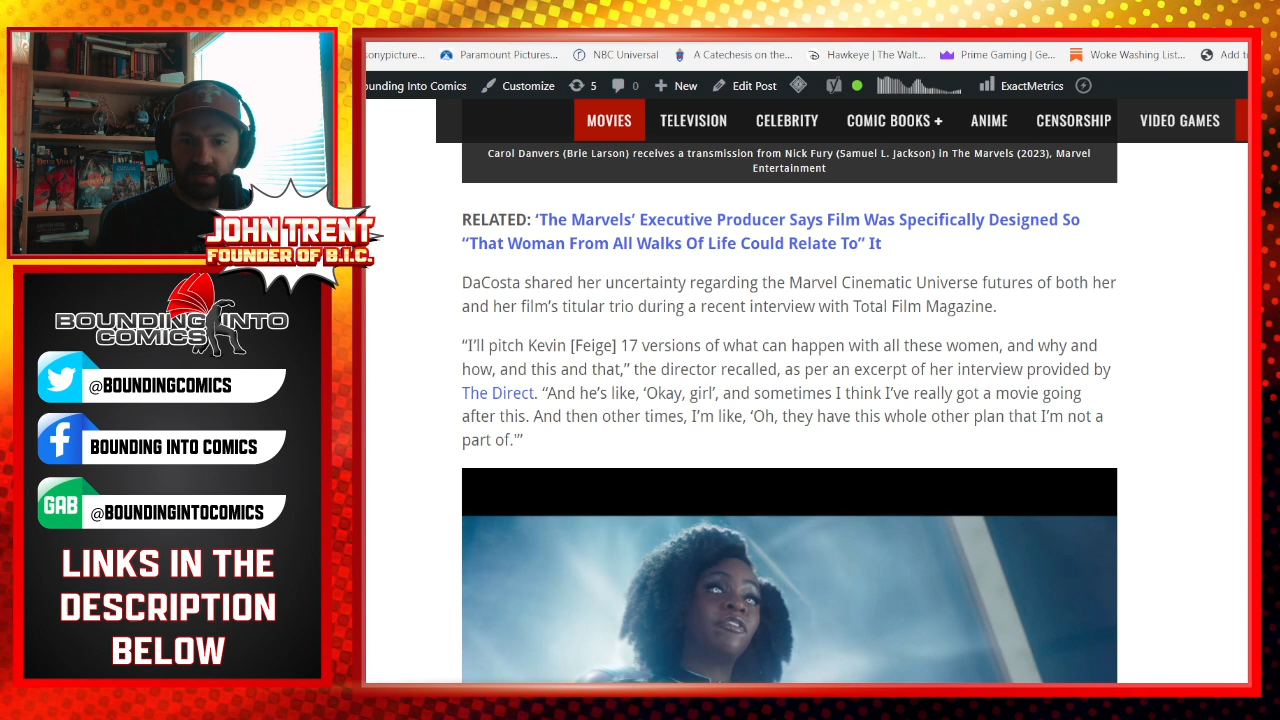 sonypicture...
Paramount Pictures...
NBC Universal
A Catechesis on the...
Hawkeye | The Walt...
Prime Gaming | Ge...
Woke Washing List...
Add t
ounding Into Comics
Customize
5
0
New
Edit Post
ExactMetrics
MOVIES
TELEVISION
CELEBRITY
COMIC BOOKS +
ANIME
CENSORSHIP
VIDEO GAMES
Carol Danvers (Brie Larson) receives a transmission from Nick Fury (Samuel L. Jackson) in The Marvels (2023), Marvel
Entertainment
RELATED: ‘The Marvels’ Executive Producer Says Film Was Specifically Designed So
“That Woman From All Walks Of Life Could Relate To” It
DaCosta shared her uncertainty regarding the Marvel Cinematic Universe futures of both her
and her film’s titular trio during a recent interview with Total Film Magazine.
“I’ll pitch Kevin [Feige] 17 versions of what can happen with all these women, and why and
how, and this and that,” the director recalled, as per an excerpt of her interview provided by
The Direct. “And he’s like, ‘Okay, girl’, and sometimes I think I’ve really got a movie going
after this. And then other times, I’m like, ‘Oh, they have this whole other plan that I’m not a
part of.’”
JOHN TRENT
FOUNDER OF B.I.C.
BOUNDING INTO
COMICS
@BOUNDINGCOMICS
BOUNDING INTO COMICS
GAB
@BOUNDINGINTOCOMICS
LINKS IN THE
DESCRIPTION
BELOW